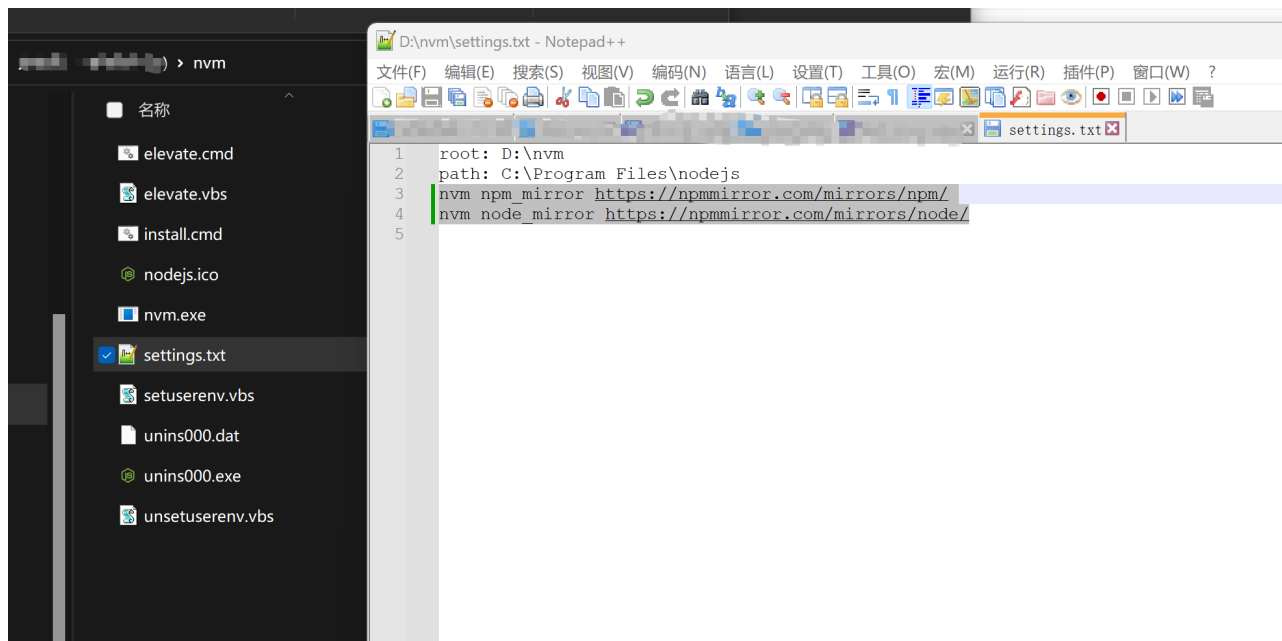 D:\nvm\settings.txt - Notepad++
) › nvm
文件(F) 编辑(E) 搜索(S) 视图(V) 编码(N) 语言(L) 设置(T) 工具(O) 宏(M) 运行(R) 插件(P) 窗口(W) ?
名称
settings.txt
elevate.cmd
elevate.vbs
install.cmd
nodejs.ico
nvm.exe
settings.txt
setuserenv.vbs
unins000.dat
unins000.exe
unsetuserenv.vbs
1 root: D:\nvm
2 path: C:\Program Files\nodejs
3 nvm npm_mirror https://npmmirror.com/mirrors/npm/
4 nvm node_mirror https://npmmirror.com/mirrors/node/
5